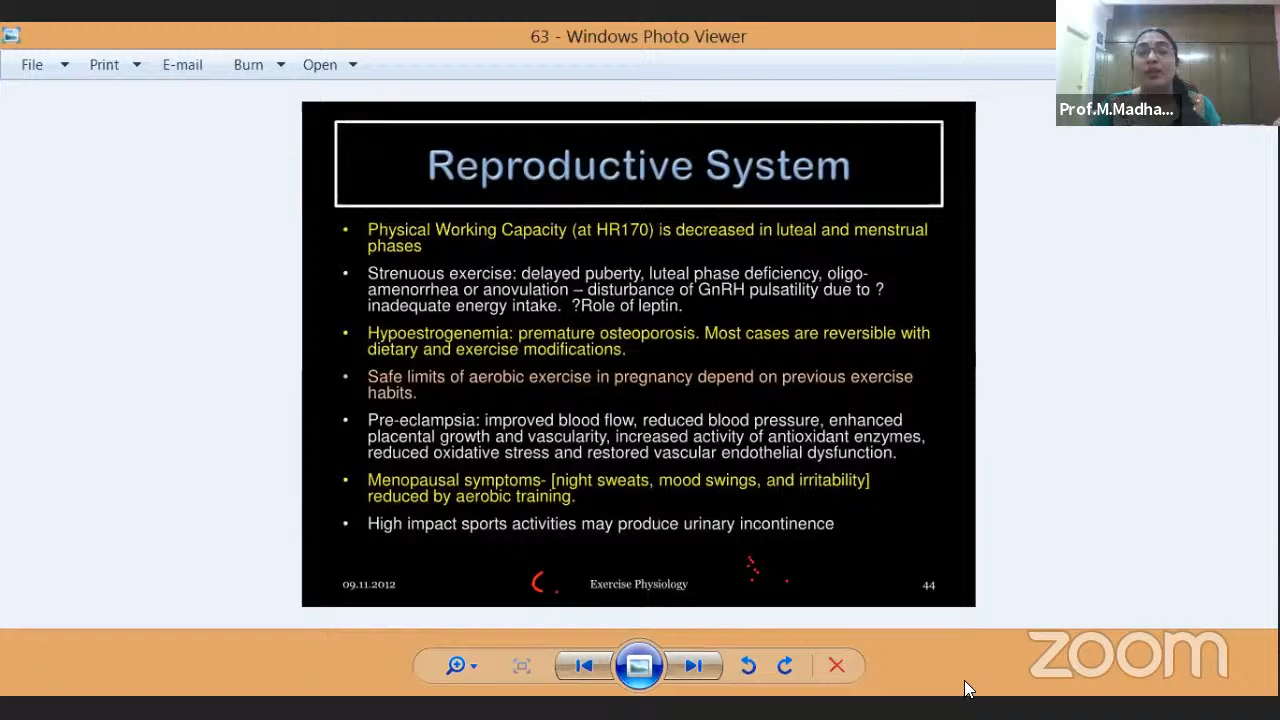 63 - Windows Photo Viewer
File Print E-mail Burn Open
Prof.M.Madha...
Reproductive System
• Physical Working Capacity (at HR170) is decreased in luteal and menstrual
phases
• Strenuous exercise: delayed puberty, luteal phase deficiency, oligo-
amenorrhea or anovulation – disturbance of GnRH pulsatility due to ?
inadequate energy intake. ?Role of leptin.
• Hypoestrogenemia: premature osteoporosis. Most cases are reversible with
dietary and exercise modifications.
• Safe limits of aerobic exercise in pregnancy depend on previous exercise
habits.
• Pre-eclampsia: improved blood flow, reduced blood pressure, enhanced
placental growth and vascularity, increased activity of antioxidant enzymes,
reduced oxidative stress and restored vascular endothelial dysfunction.
• Menopausal symptoms- [night sweats, mood swings, and irritability]
reduced by aerobic training.
• High impact sports activities may produce urinary incontinence
09.11.2012 Exercise Physiology 44
zoom